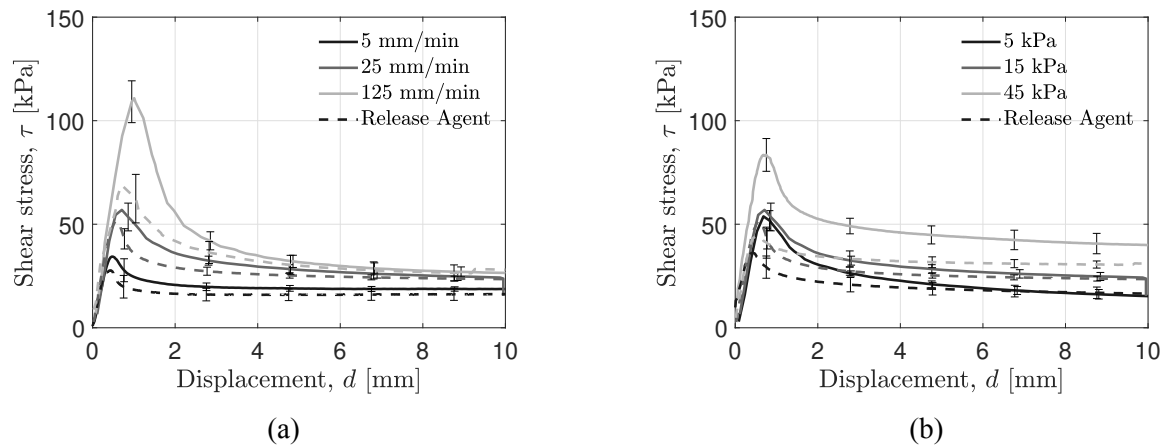 150
100
50
0
Shear stress, τ [kPa]
5 mm/min
25 mm/min
125 mm/min
Release Agent
0 2 4 6 8 10
Displacement, d [mm]
(a)
150
100
50
0
Shear stress, τ [kPa]
5 kPa
15 kPa
45 kPa
Release Agent
0 2 4 6 8 10
Displacement, d [mm]
(b)